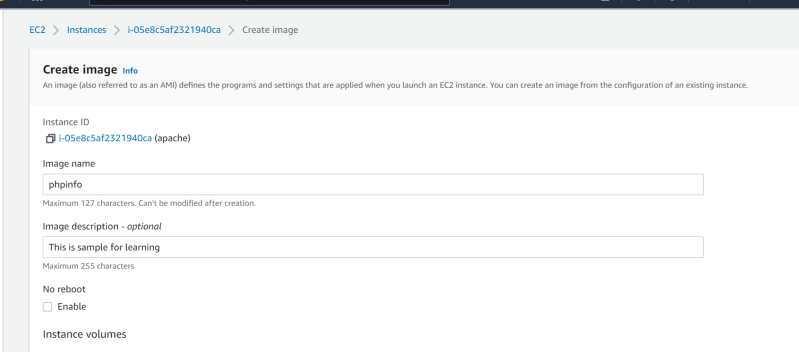 EC2 > Instances > i-05e8c5af2321940ca > Create image
Create image Info
An image (also referred to as an AMI) defines the programs and settings that are applied when you launch an EC2 instance. You can create an image from the configuration of an existing instance.
Instance ID
i-05e8c5af2321940ca (apache)
Image name
phpinfo
Maximum 127 characters. Can't be modified after creation.
Image description - optional
This is sample for learning
Maximum 255 characters
No reboot
Enable
Instance volumes